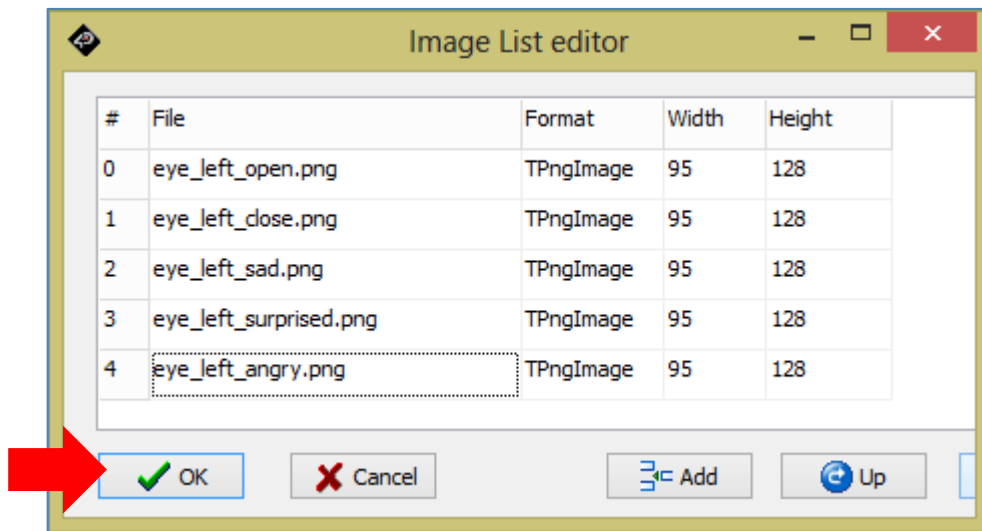 Image List editor
# File Format Width Height
0 eye_left_open.png TPngImage 95 128
1 eye_left_close.png TPngImage 95 128
2 eye_left_sad.png TPngImage 95 128
3 eye_left_surprised.png TPngImage 95 128
4 eye_left_angry.png TPngImage 95 128
OK Cancel Add Up